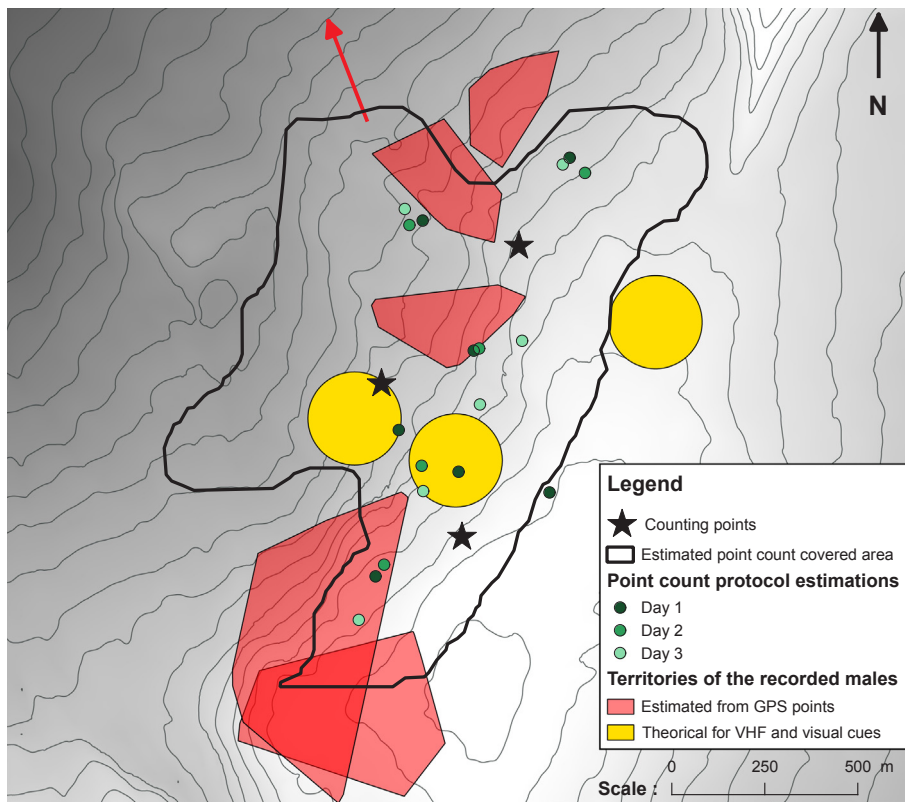 N
Legend
Counting points
Estimated point count covered area
Point count protocol estimations
Day 1
Day 2
Day 3
Territories of the recorded males
Estimated from GPS points
Theorical for VHF and visual cues
Scale : 0 250 500 m